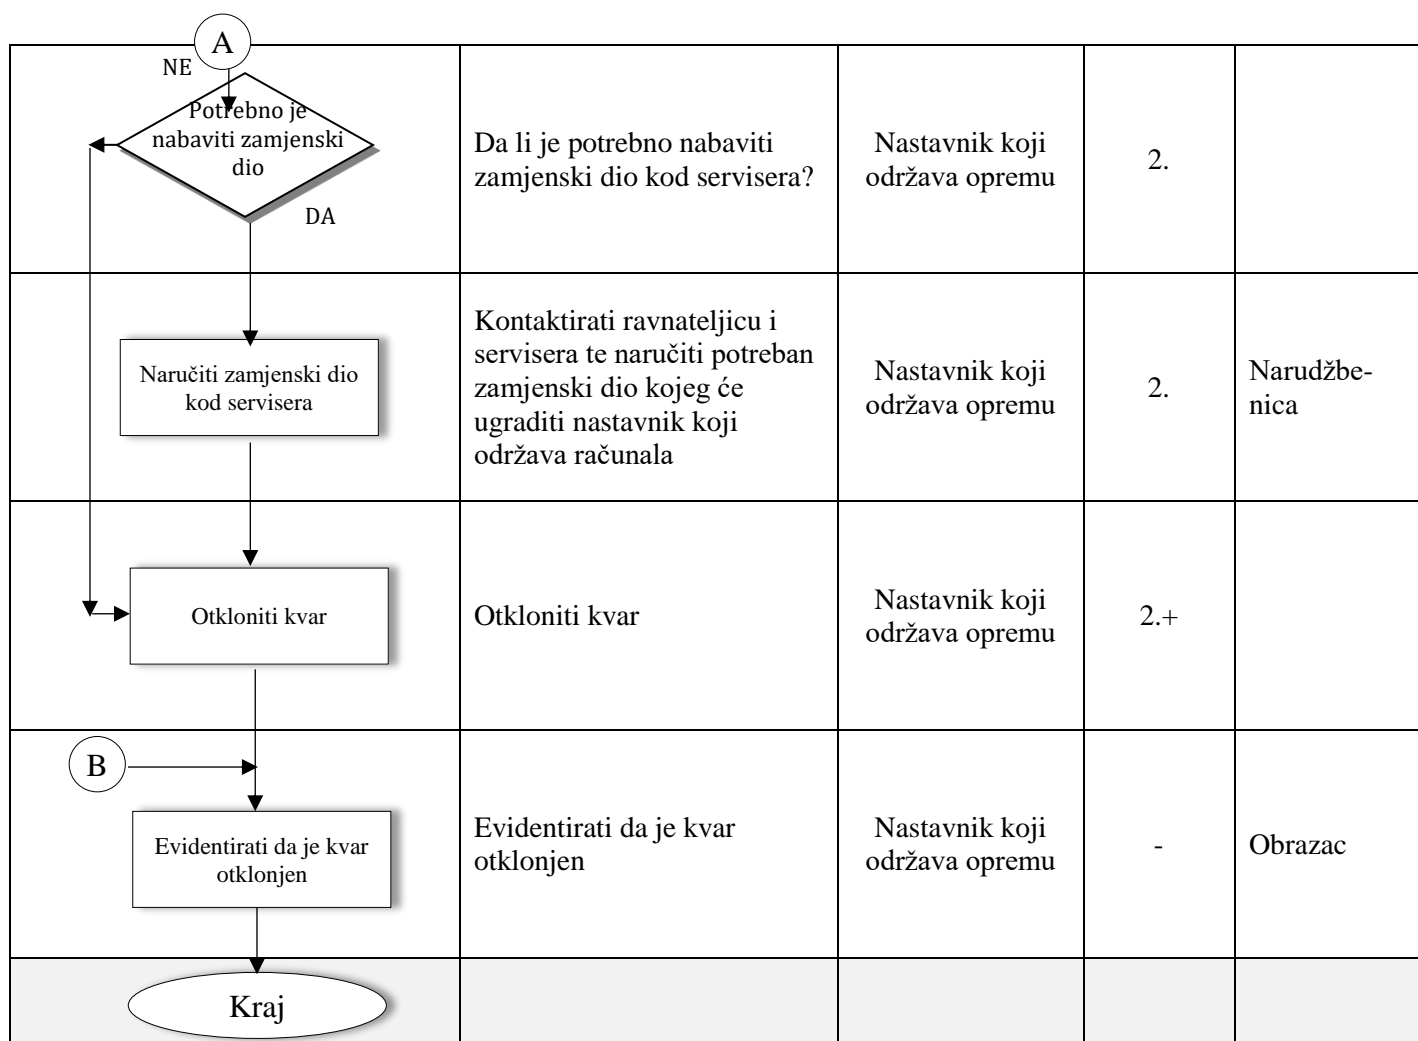 A
NE
Potrebno je
nabaviti zamjenski
dio
DA
Da li je potrebno nabaviti
zamjenski dio kod servisera?
Nastavnik koji
održava opremu
2.
Naručiti zamjenski dio
kod servisera
Kontaktirati ravnateljicu i
servisera te naručiti potreban
zamjenski dio kojeg će
ugraditi nastavnik koji
održava računala
Nastavnik koji
održava opremu
2.
Narudžbe-
nica
Otkloniti kvar
Otkloniti kvar
Nastavnik koji
održava opremu
2.+
B
Evidentirati da je kvar
otklonjen
Evidentirati da je kvar
otklonjen
Nastavnik koji
održava opremu
-
Obrazac
Kraj